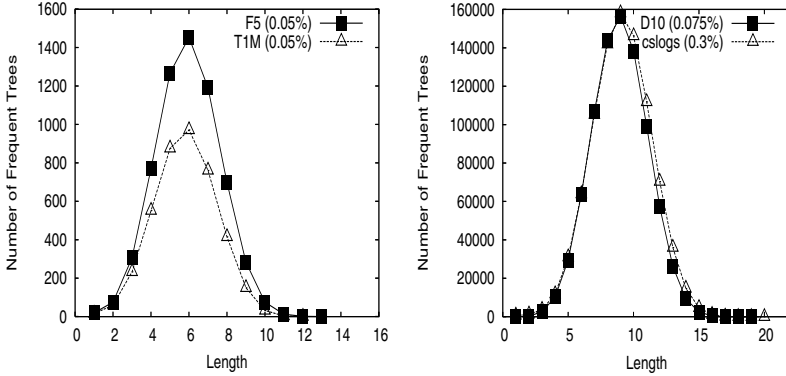 Number of Frequent Trees
1600
1400
1200
1000
800
600
400
200
0
0 2 4 6 8 10 12 14 16
Length
F5 (0.05%)
T1M (0.05%)
Number of Frequent Trees
160000
140000
120000
100000
80000
60000
40000
20000
0
0 5 10 15 20
Length
D10 (0.075%)
cslogs (0.3%)